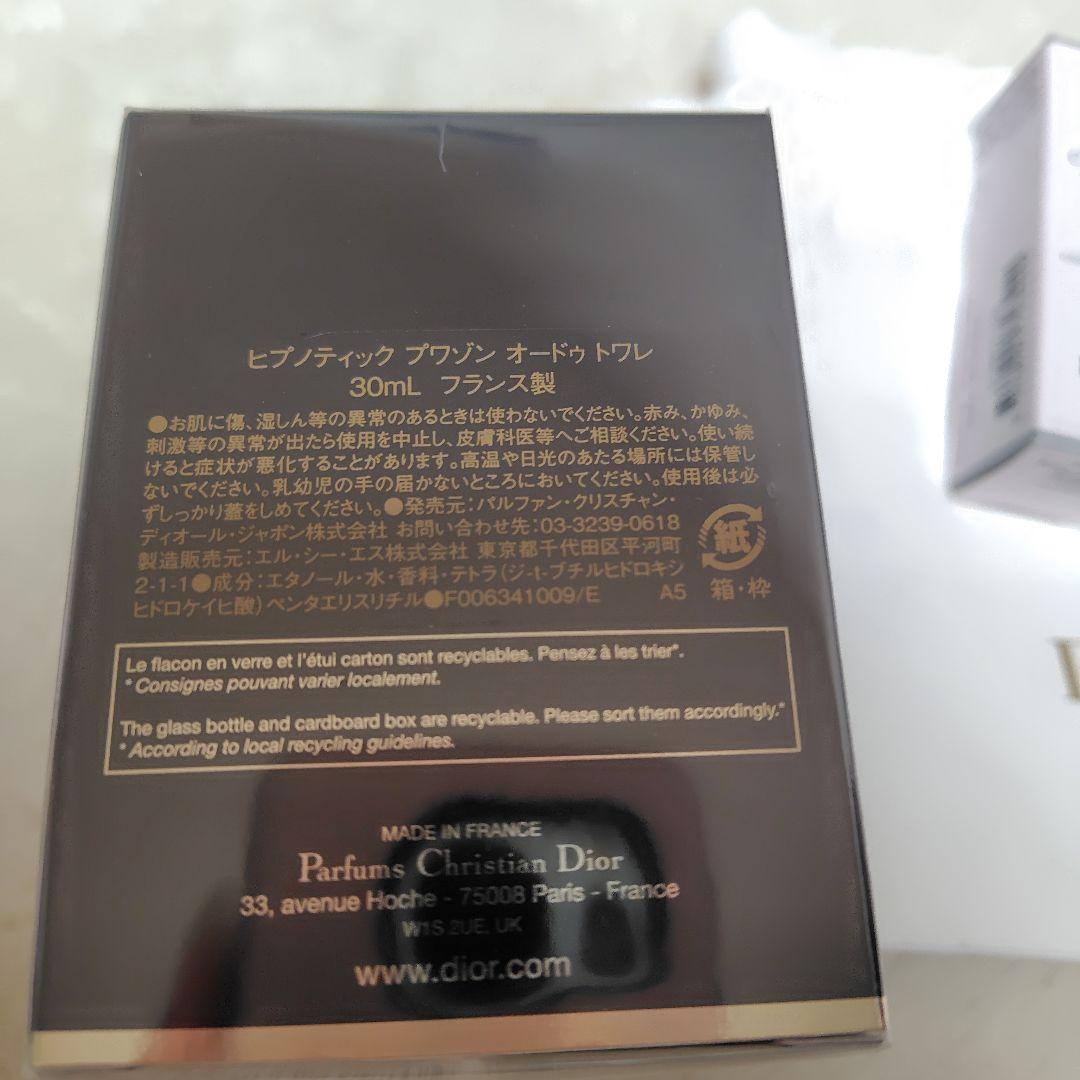 ヒプノティック プワゾン オードゥ トワレ
30mL フランス製
●お肌に傷、湿しん等の異常のあるときは使わないでください。赤み、かゆみ、
刺激等の異常が出たら使用を中止し、皮膚科医等へご相談ください。使い続
けると症状が悪化することがあります。高温や日光のあたる場所には保管し
ないでください。乳幼児の手の届かないところにおいてください。使用後は必
ずしっかり蓋をしめてください。●発売元:パルファン・クリスチャン・
ディオール・ジャポン株式会社 お問い合わせ先:03-3239-0618
製造販売元:エル・シー・エス株式会社 東京都千代田区平河町
2-1-1●成分:エタノール・水・香料・テトラ(ジ-t-ブチルヒドロキシ
ヒドロケイヒ酸)ペンタエリスリチル●F006341009/E A5
紙
箱・枠
Le flacon en verre et l'étui carton sont recyclables. Pensez à les trier*.
* Consignes pouvant varier localement.
The glass bottle and cardboard box are recyclable. Please sort them accordingly.*
* According to local recycling guidelines.
MADE IN FRANCE
Parfums Christian Dior
33, avenue Hoche - 75008 Paris - France
W1S 2UE, UK
www.dior.com